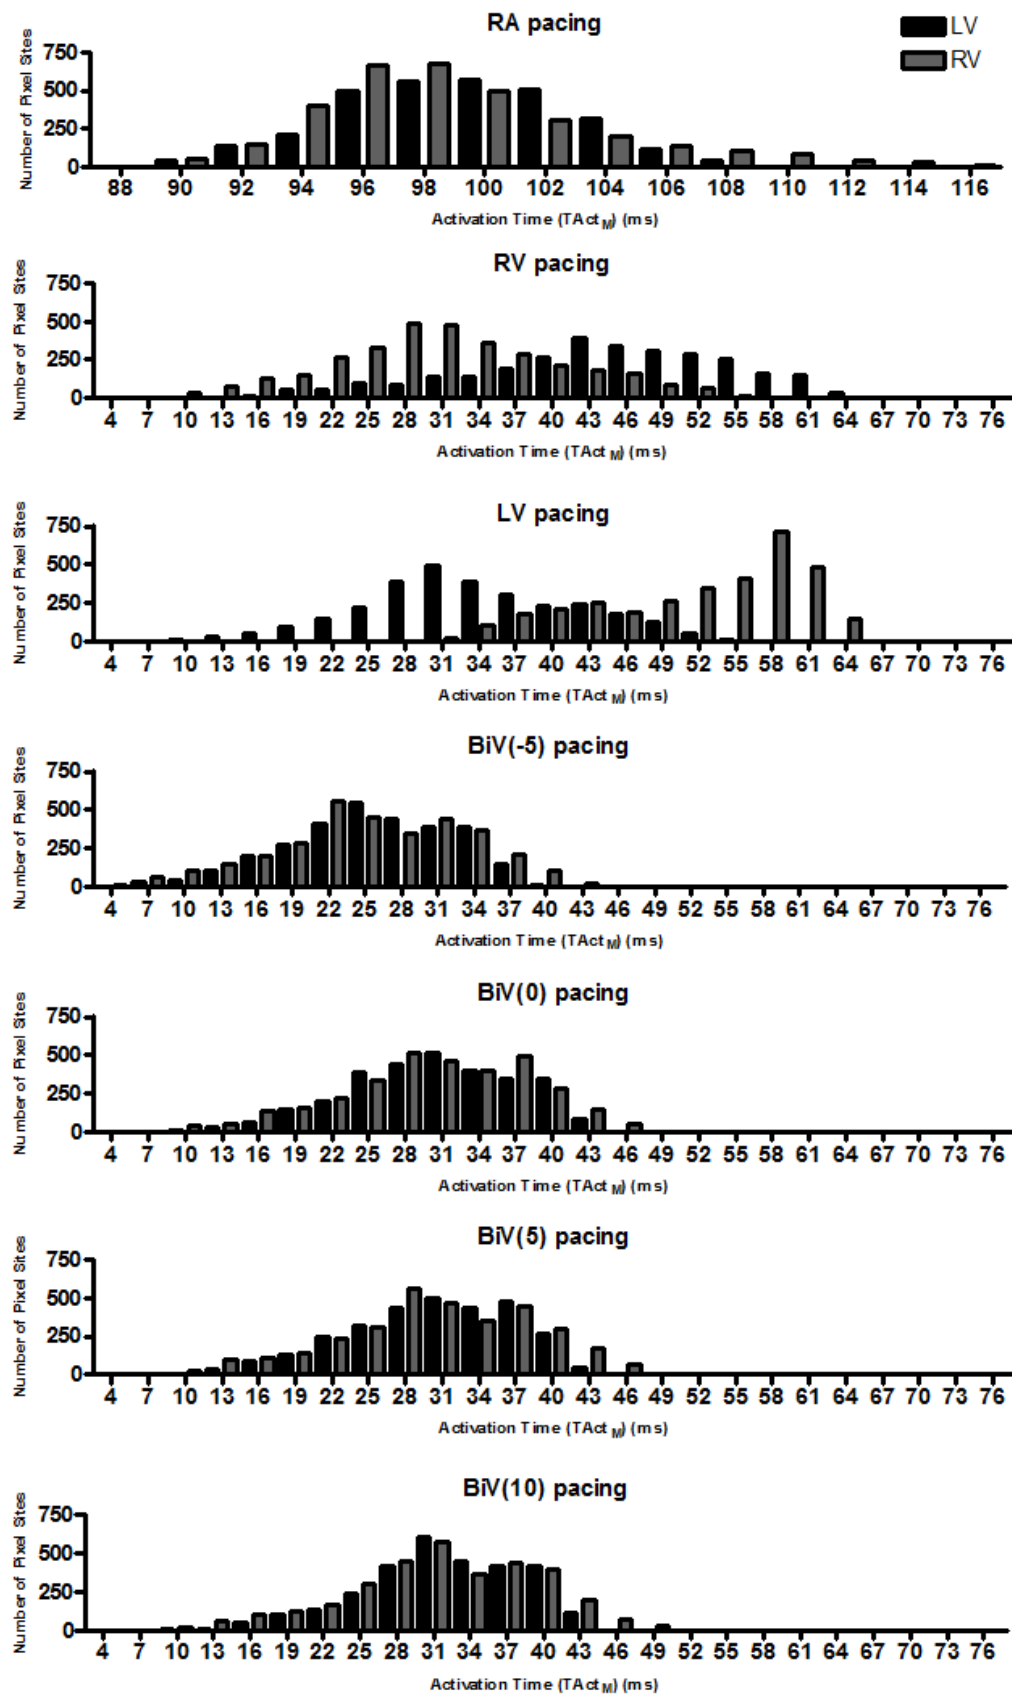 RA pacing
LV
RV
Number of Pixel Sites
750
500
250
0
88 90 92 94 96 98 100 102 104 106 108 110 112 114 116
Activation Time (TAct M) (ms)
RV pacing
Number of Pixel Sites
750
500
250
0
4 7 10 13 16 19 22 25 28 31 34 37 40 43 46 49 52 55 58 61 64 67 70 73 76
Activation Time (TAct M) (ms)
LV pacing
Number of Pixel Sites
750
500
250
0
4 7 10 13 16 19 22 25 28 31 34 37 40 43 46 49 52 55 58 61 64 67 70 73 76
Activation Time (TAct M) (ms)
BiV(-5) pacing
Number of Pixel Sites
750
500
250
0
4 7 10 13 16 19 22 25 28 31 34 37 40 43 46 49 52 55 58 61 64 67 70 73 76
Activation Time (TAct M) (ms)
BiV(0) pacing
Number of Pixel Sites
750
500
250
0
4 7 10 13 16 19 22 25 28 31 34 37 40 43 46 49 52 55 58 61 64 67 70 73 76
Activation Time (TAct M) (ms)
BiV(5) pacing
Number of Pixel Sites
750
500
250
0
4 7 10 13 16 19 22 25 28 31 34 37 40 43 46 49 52 55 58 61 64 67 70 73 76
Activation Time (TAct M) (ms)
BiV(10) pacing
Number of Pixel Sites
750
500
250
0
4 7 10 13 16 19 22 25 28 31 34 37 40 43 46 49 52 55 58 61 64 67 70 73 76
Activation Time (TAct M) (ms)